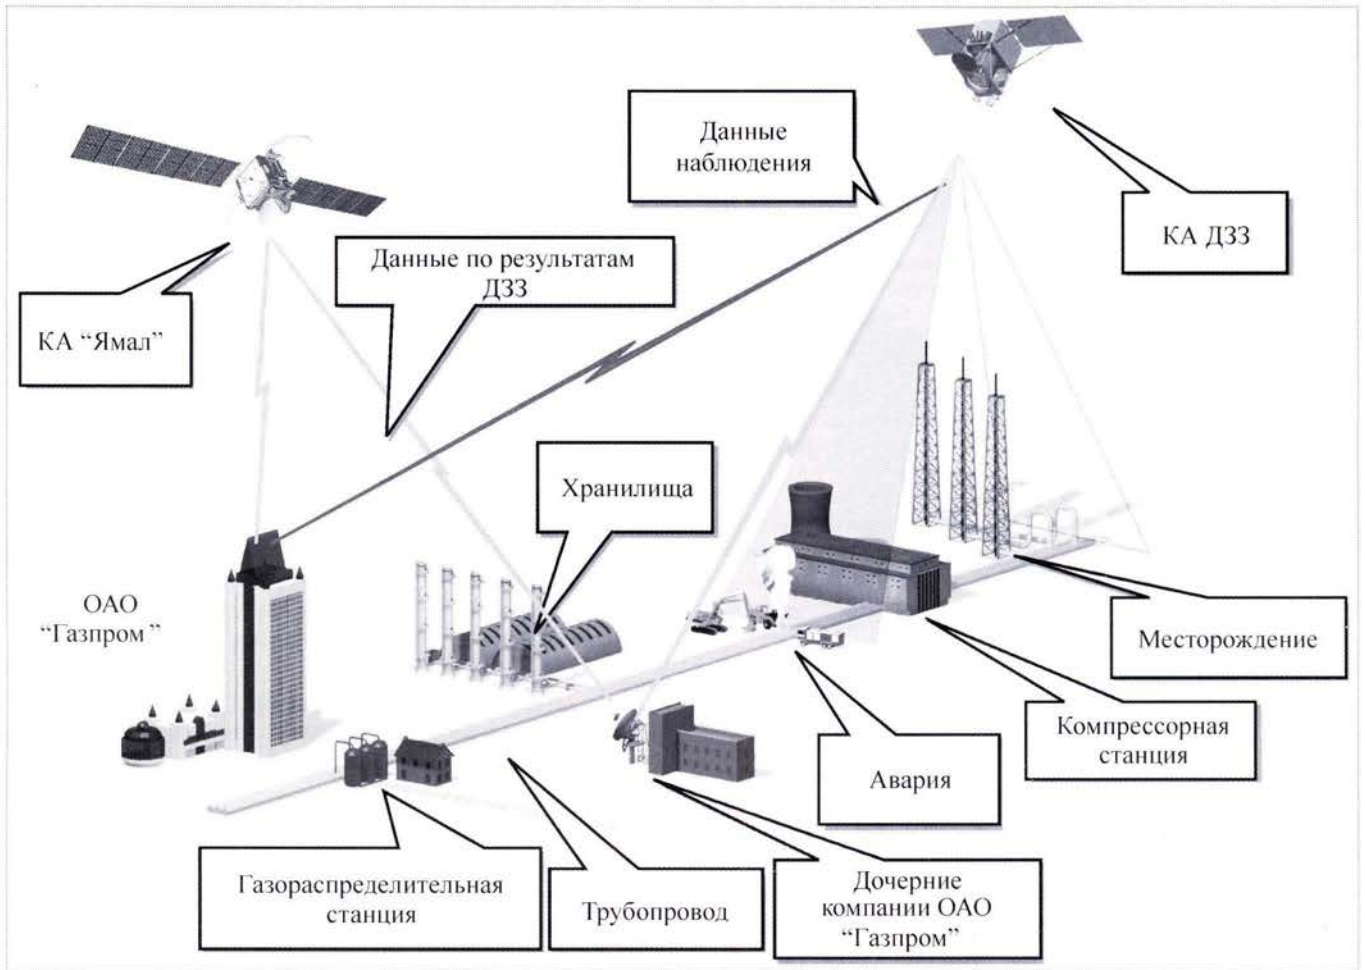 Данные
наблюдения
КА ДЗЗ
Данные по результатам
ДЗЗ
КА “Ямал”
Хранилища
ОАО
“Газпром”
Месторождение
Компрессорная
станция
Авария
Газораспределительная
станция
Трубопровод
Дочерние
компании ОАО
“Газпром”